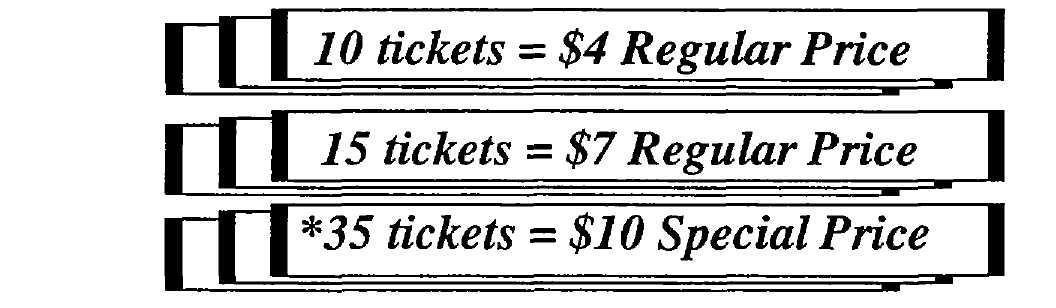 10 tickets = $4 Regular Price
15 tickets = $7 Regular Price
*35 tickets = $10 Special Price